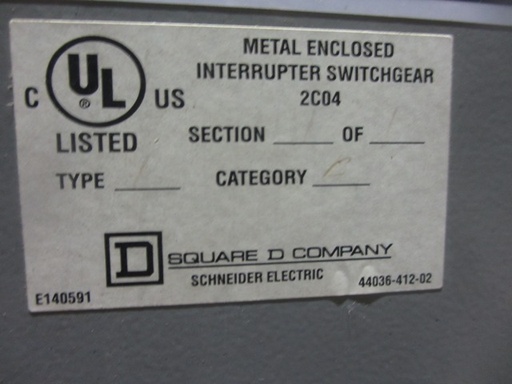 C UL ® US
LISTED
METAL ENCLOSED
INTERRUPTER SWITCHGEAR
2C04
SECTION OF
TYPE CATEGORY
D SQUARE D COMPANY
SCHNEIDER ELECTRIC
E140591 44036-412-02